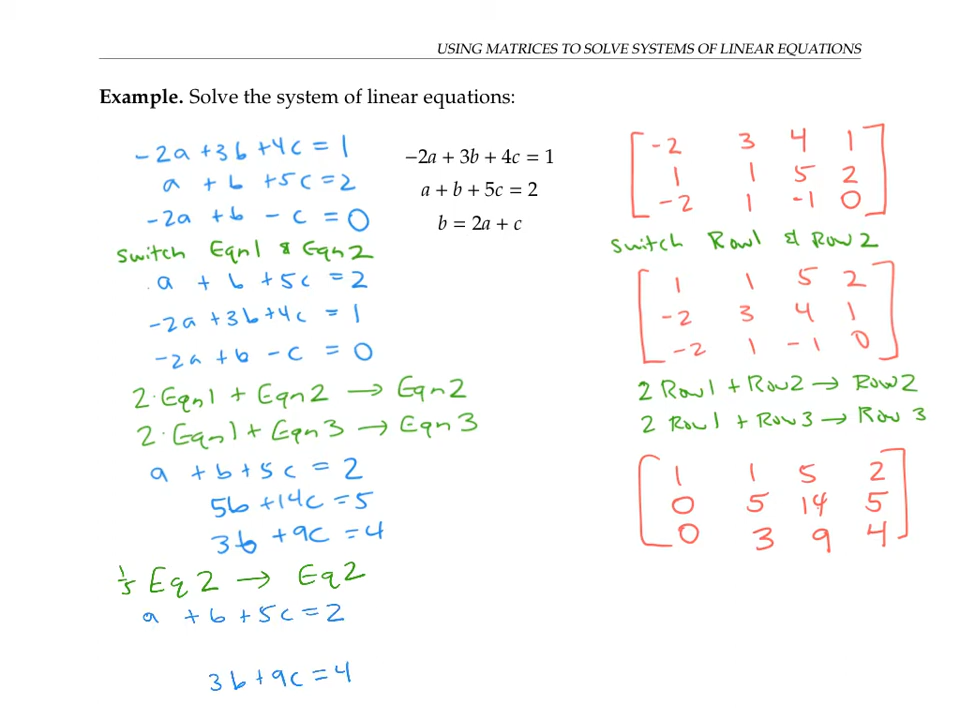 USING MATRICES TO SOLVE SYSTEMS OF LINEAR EQUATIONS
Example. Solve the system of linear equations:
−2a + 3b + 4c = 1
a + b + 5c = 2
b = 2a + c
-2a +3b +4c = 1
a + b +5c = 2
-2a +b - c = 0
switch Eqn1 & Eqn2
a + b +5c = 2
-2a +3b +4c = 1
-2a +b -c = 0
2·Eqn1 + Eqn2 → Eqn2
2·Eqn1 + Eqn3 → Eqn3
a +b +5c = 2
5b +14c = 5
3b +9c = 4
1/5 Eq2 → Eq2
a +b +5c = 2
3b +9c = 4
-2 3 4 1
1 1 5 2
-2 1 -1 0
switch Row1 & Row2
1 1 5 2
-2 3 4 1
-2 1 -1 0
2 Row1 + Row2 → Row2
2 Row1 + Row3 → Row3
1 1 5 2
0 5 14 5
0 3 9 4